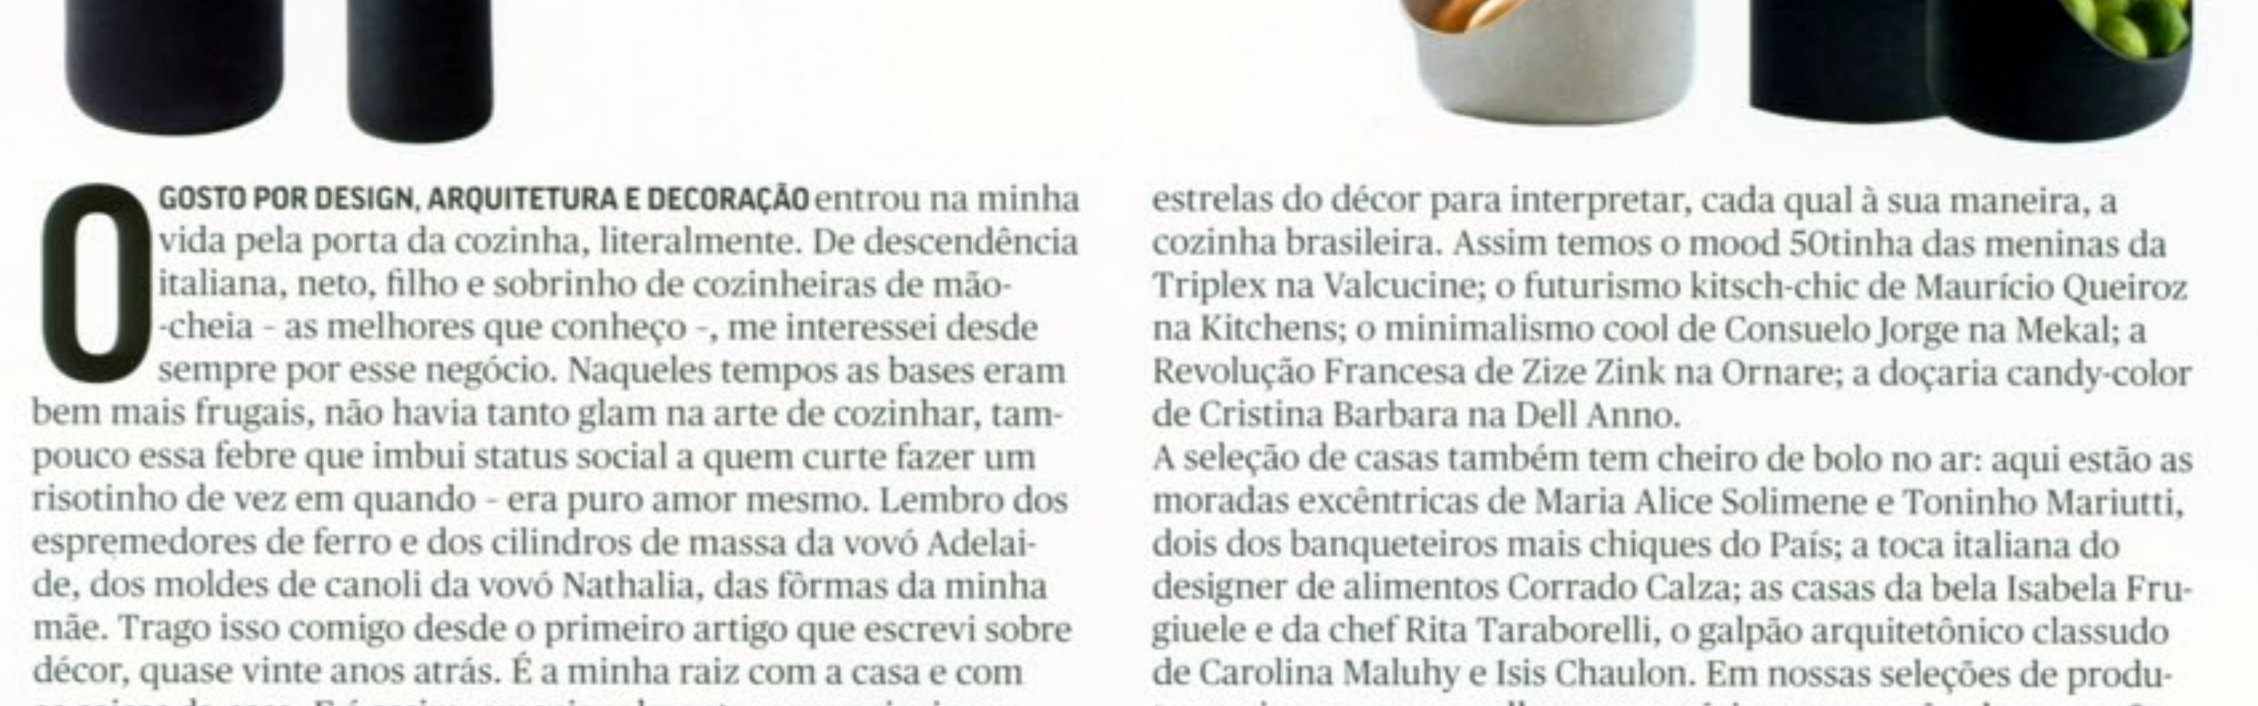 O GOSTO POR DESIGN, ARQUITETURA E DECORAÇÃO entrou na minha
vida pela porta da cozinha, literalmente. De descendência
italiana, neto, filho e sobrinho de cozinheiras de mão-
-cheia - as melhores que conheço -, me interessei desde
sempre por esse negócio. Naqueles tempos as bases eram
bem mais frugais, não havia tanto glam na arte de cozinhar, tam-
pouco essa febre que imbui status social a quem curte fazer um
risotinho de vez em quando - era puro amor mesmo. Lembro dos
espremedores de ferro e dos cilindros de massa da vovó Adelai-
de, dos moldes de canoli da vovó Nathalia, das fôrmas da minha
mãe. Trago isso comigo desde o primeiro artigo que escrevi sobre
décor, quase vinte anos atrás. É a minha raiz com a casa e com
estrelas do décor para interpretar, cada qual à sua maneira, a
cozinha brasileira. Assim temos o mood 50tinha das meninas da
Triplex na Valcucine; o futurismo kitsch-chic de Maurício Queiroz
na Kitchens; o minimalismo cool de Consuelo Jorge na Mekal; a
Revolução Francesa de Zize Zink na Ornare; a doçaria candy-color
de Cristina Barbara na Dell Anno.
A seleção de casas também tem cheiro de bolo no ar: aqui estão as
moradas excêntricas de Maria Alice Solimene e Toninho Mariutti,
dois dos banqueteiros mais chiques do País; a toca italiana do
designer de alimentos Corrado Calza; as casas da bela Isabela Fru-
giuele e da chef Rita Taraborelli, o galpão arquitetônico classudo
de Carolina Maluhy e Isis Chaulon. Em nossas seleções de produ-